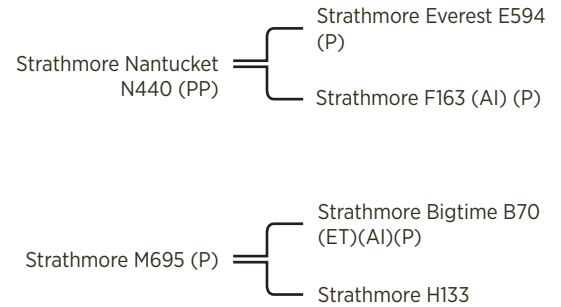 Strathmore Everest E594
(P)
Strathmore Nantucket
N440 (PP)
Strathmore F163 (AI) (P)
Strathmore Bigtime B70
(ET)(AI)(P)
Strathmore M695 (P)
Strathmore H133